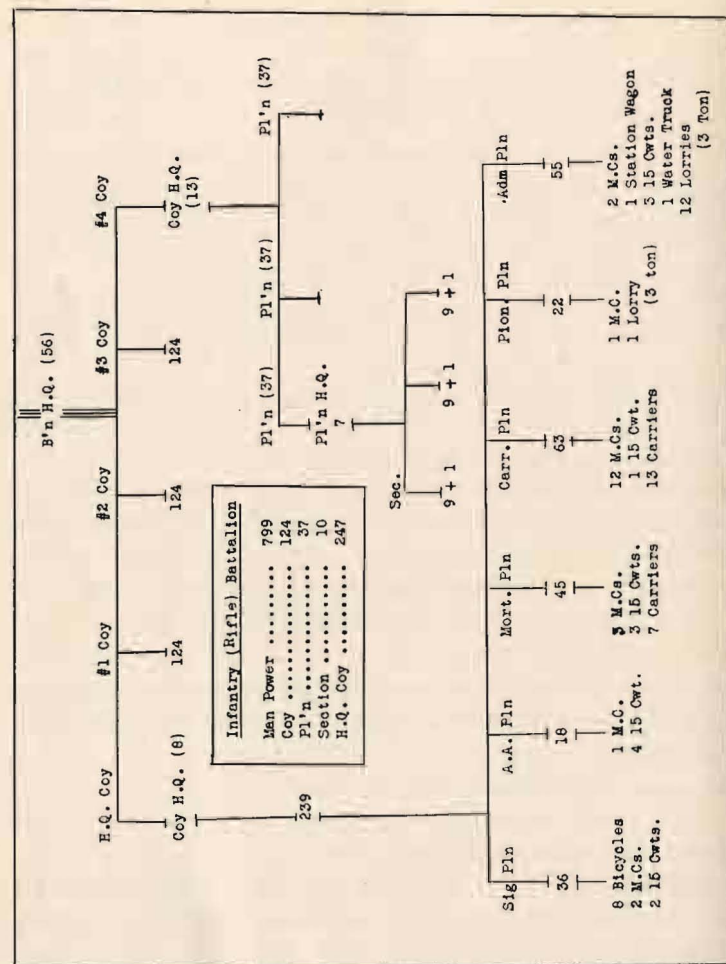 B'n H.Q. (56)
H.Q. Coy #1 Coy #2 Coy #3 Coy #4 Coy
Coy H.Q. (8) 124 124 124 Coy H.Q.
(13)
Infantry (Rifle) Battalion
Man Power ......... 799
Coy ............... 124
Pl'n .............. 37
Section ........... 10
H.Q. Coy .......... 247
Pl'n (37) Pl'n (37) Pl'n (37)
Pl'n H.Q.
7
239
Sec.
9 + 1 9 + 1 9 + 1
Sig Pln A.A. Pln Mort. Pln Carr. Pln Pion. Pln .Adm Pln
36 18 45 63 22 55
8 Bicycles
2 M.Cs.
2 15 Cwts.
1 M.C.
4 15 Cwt.
3 M.Cs.
3 15 Cwts.
7 Carriers
12 M.Cs.
1 15 Cwt.
13 Carriers
1 M.C.
1 Lorry
(3 ton)
2 M.Cs.
1 Station Wagon
3 15 Cwts.
1 Water Truck
12 Lorries
(3 Ton)